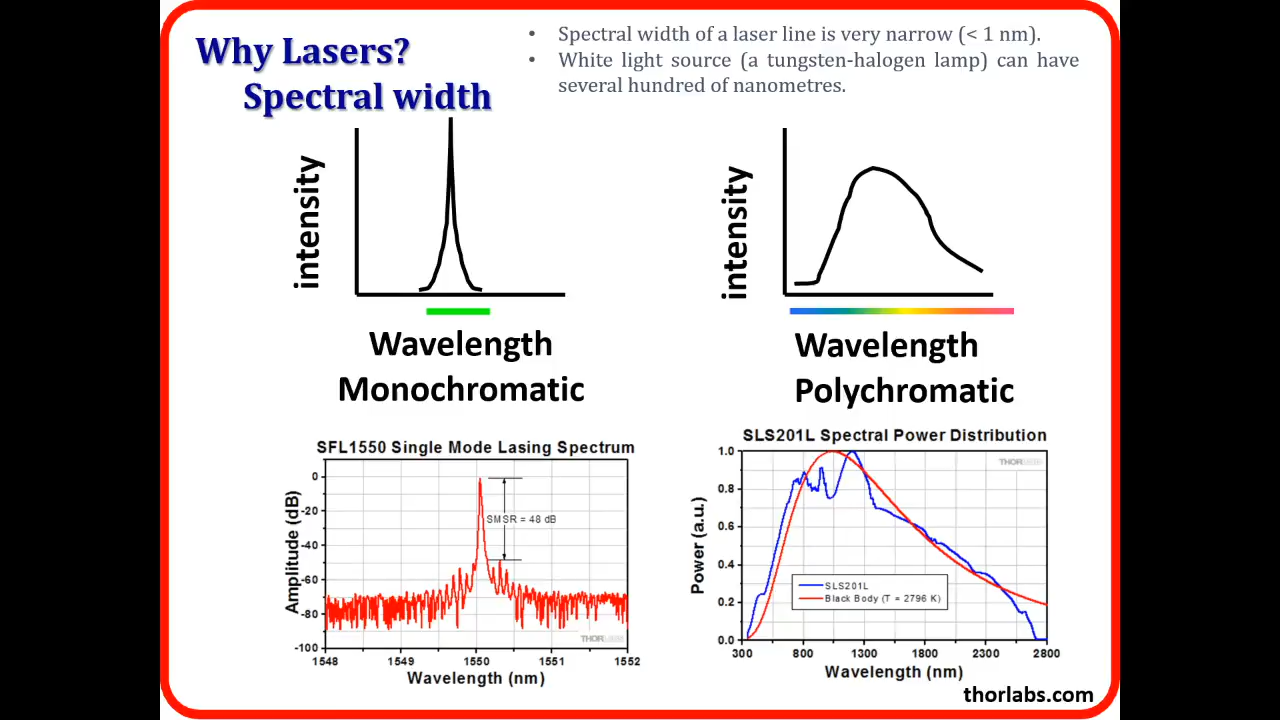 Why Lasers?
Spectral width
• Spectral width of a laser line is very narrow (< 1 nm).
• White light source (a tungsten-halogen lamp) can have
several hundred of nanometres.
intensity
Wavelength
Monochromatic
intensity
Wavelength
Polychromatic
SFL1550 Single Mode Lasing Spectrum
Amplitude (dB)
0
-20
-40
-60
-80
-100
SMSR = 48 dB
THORLABS
1548 1549 1550 1551 1552
Wavelength (nm)
SLS201L Spectral Power Distribution
Power (a.u.)
1.0
0.8
0.6
0.4
0.2
0.0
THORLABS
SLS201L
Black Body (T = 2796 K)
300 800 1300 1800 2300 2800
Wavelength (nm)
thorlabs.com